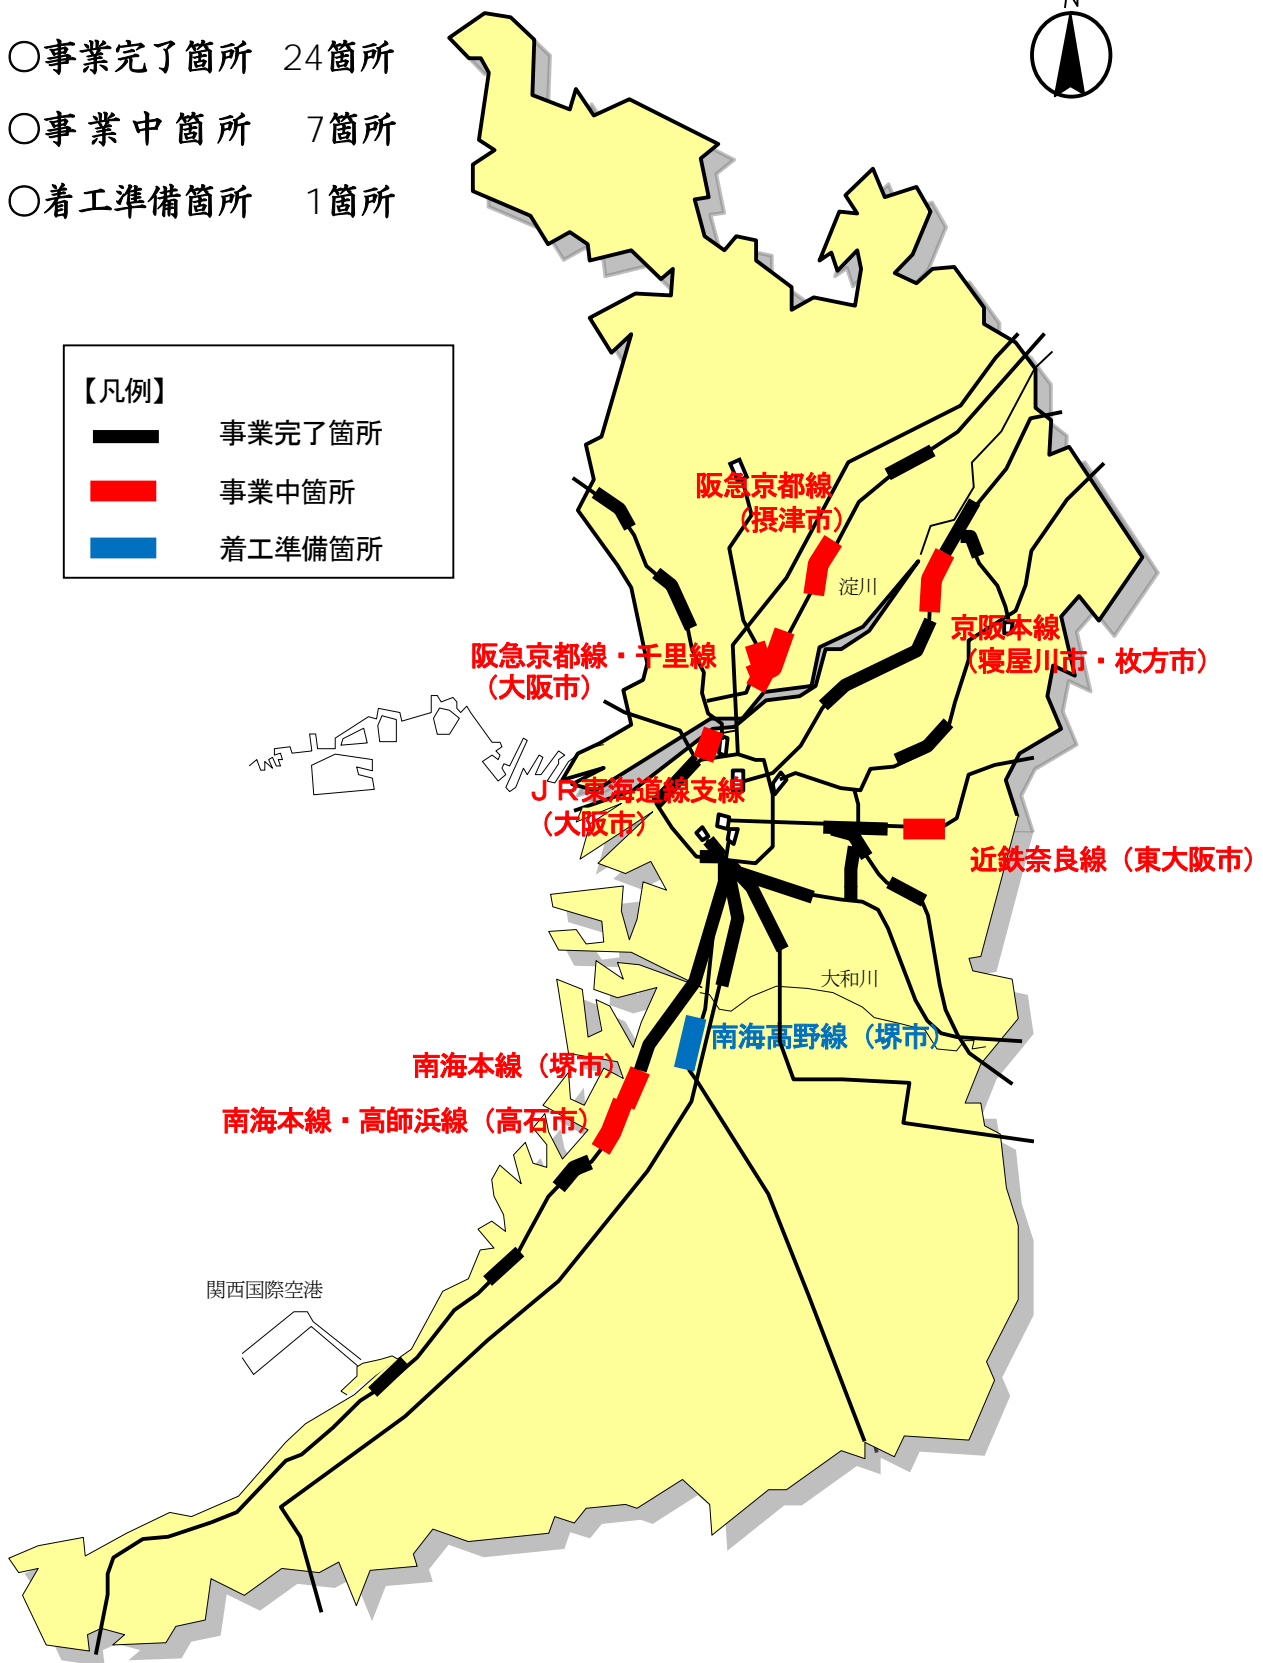 N
○事業完了箇所 24箇所
○事業中箇所 7箇所
○着工準備箇所 1箇所
【凡例】
事業完了箇所
事業中箇所
着工準備箇所
阪急京都線
（摂津市）
淀川
京阪本線
（寝屋川市・枚方市）
阪急京都線・千里線
（大阪市）
ＪＲ東海道線支線
（大阪市）
近鉄奈良線（東大阪市）
大和川
南海高野線（堺市）
南海本線（堺市）
南海本線・高師浜線（高石市）
関西国際空港